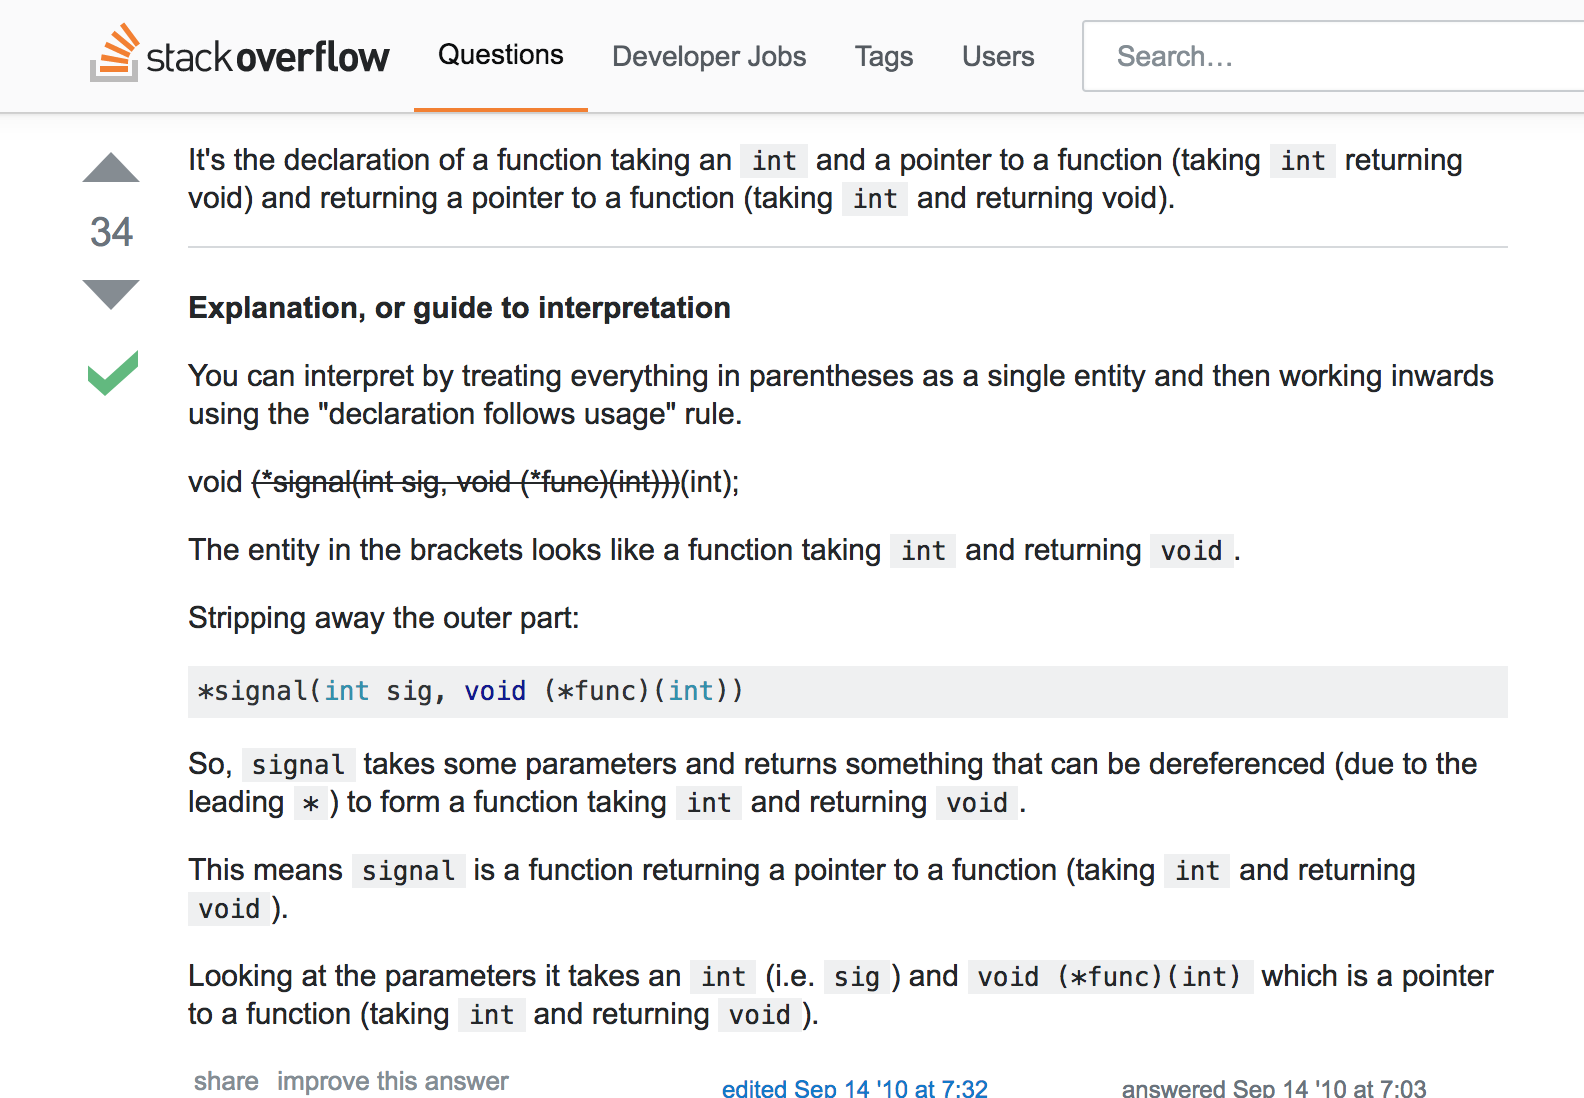 stackoverflow Questions Developer Jobs Tags Users Search...
It's the declaration of a function taking an int and a pointer to a function (taking int returning
void) and returning a pointer to a function (taking int and returning void).
34
Explanation, or guide to interpretation
You can interpret by treating everything in parentheses as a single entity and then working inwards
using the "declaration follows usage" rule.
void (*signal(int sig, void (*func)(int)))(int);
The entity in the brackets looks like a function taking int and returning void.
Stripping away the outer part:
*signal(int sig, void (*func)(int))
So, signal takes some parameters and returns something that can be dereferenced (due to the
leading *) to form a function taking int and returning void.
This means signal is a function returning a pointer to a function (taking int and returning
void).
Looking at the parameters it takes an int (i.e. sig) and void (*func)(int) which is a pointer
to a function (taking int and returning void).
share improve this answer edited Sep 14 '10 at 7:32 answered Sep 14 '10 at 7:03